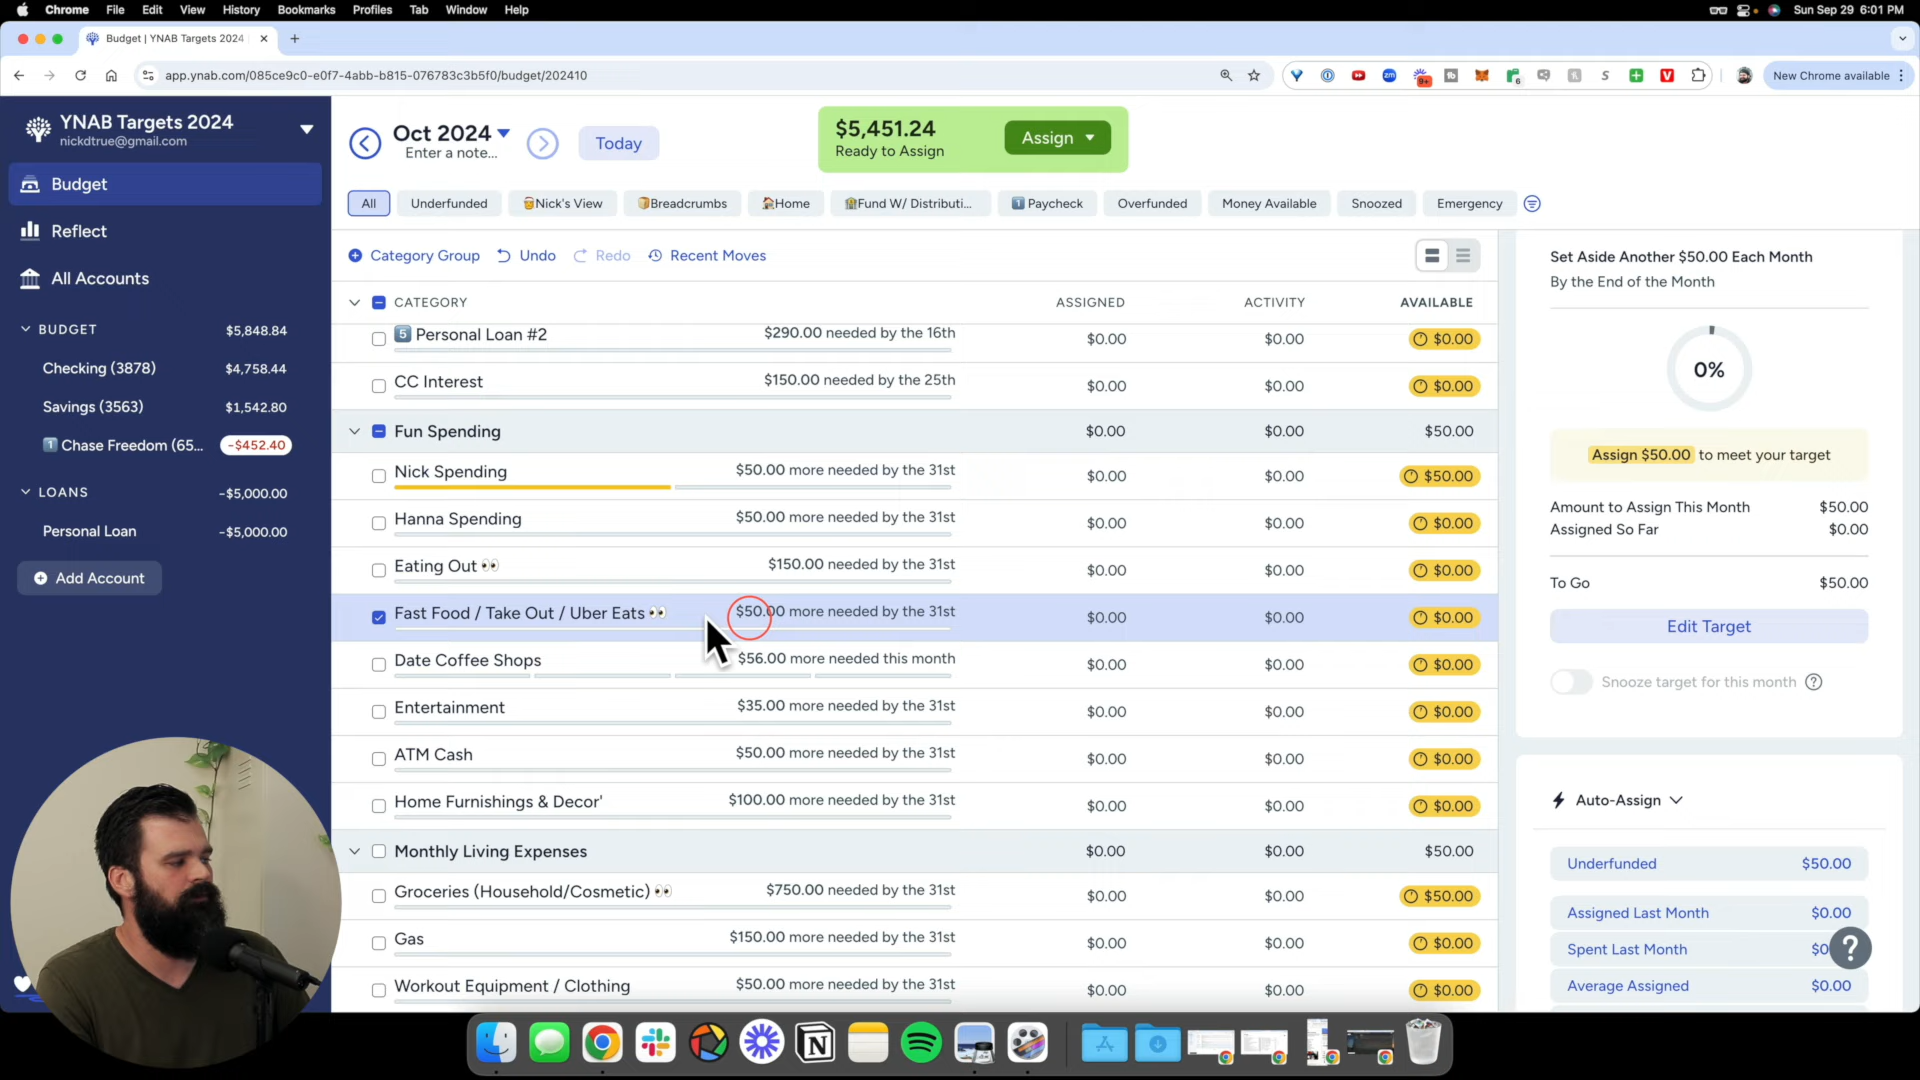 Chrome File Edit View History Bookmarks Profiles Tab Window Help
Sun Sep 29 6:01 PM
Budget | YNAB Targets 2024
app.ynab.com/085ce9c0-e0f7-4abb-b815-076783c3b5f0/budget/202410
9+
zm
6
S
V
New Chrome available
YNAB Targets 2024
nickdtrue@gmail.com
Budget
Reflect
All Accounts
BUDGET $5,848.84
Checking (3878) $4,758.44
Savings (3563) $1,542.80
1 Chase Freedom (65... -$452.40
LOANS -$5,000.00
Personal Loan -$5,000.00
Add Account
Oct 2024
Enter a note...
Today
$5,451.24
Ready to Assign
Assign
All Underfunded Nick's View Breadcrumbs Home Fund W/ Distributi... 1 Paycheck Overfunded Money Available Snoozed Emergency
Category Group Undo Redo Recent Moves
CATEGORY ASSIGNED ACTIVITY AVAILABLE
5 Personal Loan #2 $290.00 needed by the 16th $0.00 $0.00 $0.00
CC Interest $150.00 needed by the 25th $0.00 $0.00 $0.00
Fun Spending $0.00 $0.00 $50.00
Nick Spending $50.00 more needed by the 31st $0.00 $0.00 $50.00
Hanna Spending $50.00 more needed by the 31st $0.00 $0.00 $0.00
Eating Out 👀 $150.00 needed by the 31st $0.00 $0.00 $0.00
Fast Food / Take Out / Uber Eats 👀 $50.00 more needed by the 31st $0.00 $0.00 $0.00
Date Coffee Shops $56.00 more needed this month $0.00 $0.00 $0.00
Entertainment $35.00 more needed by the 31st $0.00 $0.00 $0.00
ATM Cash $50.00 more needed by the 31st $0.00 $0.00 $0.00
Home Furnishings & Decor' $100.00 more needed by the 31st $0.00 $0.00 $0.00
Monthly Living Expenses $0.00 $0.00 $50.00
Groceries (Household/Cosmetic) 👀 $750.00 needed by the 31st $0.00 $0.00 $50.00
Gas $150.00 more needed by the 31st $0.00 $0.00 $0.00
Workout Equipment / Clothing $50.00 more needed by the 31st $0.00 $0.00 $0.00
Set Aside Another $50.00 Each Month
By the End of the Month
0%
Assign $50.00 to meet your target
Amount to Assign This Month $50.00
Assigned So Far $0.00
To Go $50.00
Edit Target
Snooze target for this month ?
Auto-Assign
Underfunded $50.00
Assigned Last Month $0.00
Spent Last Month $0
Average Assigned $0.00
?